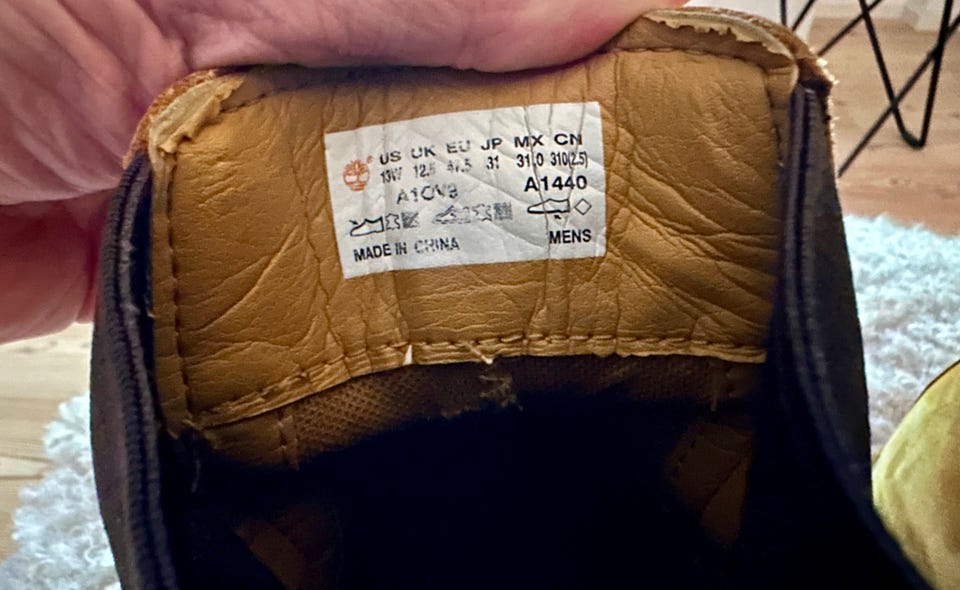 US UK EU JP MX CN
13W 12.5 47.5 31 31.0 310(2.5)
A1440
MADE IN CHINA MENS